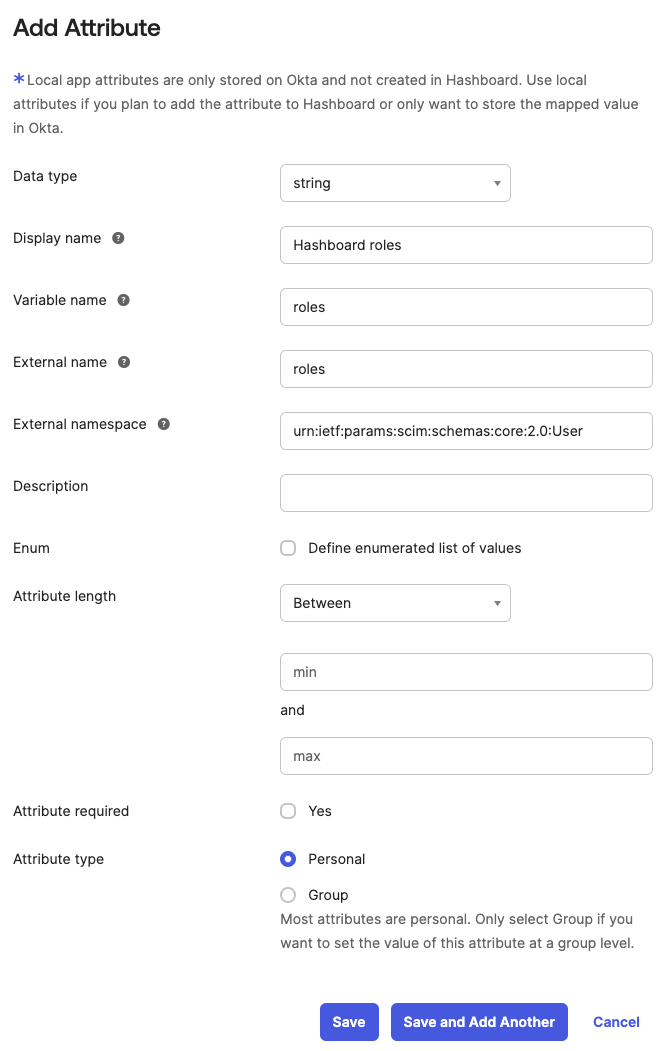 Add Attribute
*Local app attributes are only stored on Okta and not created in Hashboard. Use local
attributes if you plan to add the attribute to Hashboard or only want to store the mapped value
in Okta.
Data type
string
Display name ?
Hashboard roles
Variable name ?
roles
External name ?
roles
External namespace ?
urn:ietf:params:scim:schemas:core:2.0:User
Description
Enum
Define enumerated list of values
Attribute length
Between
min
and
max
Attribute required
Yes
Attribute type
Personal
Group
Most attributes are personal. Only select Group if you
want to set the value of this attribute at a group level.
Save
Save and Add Another
Cancel